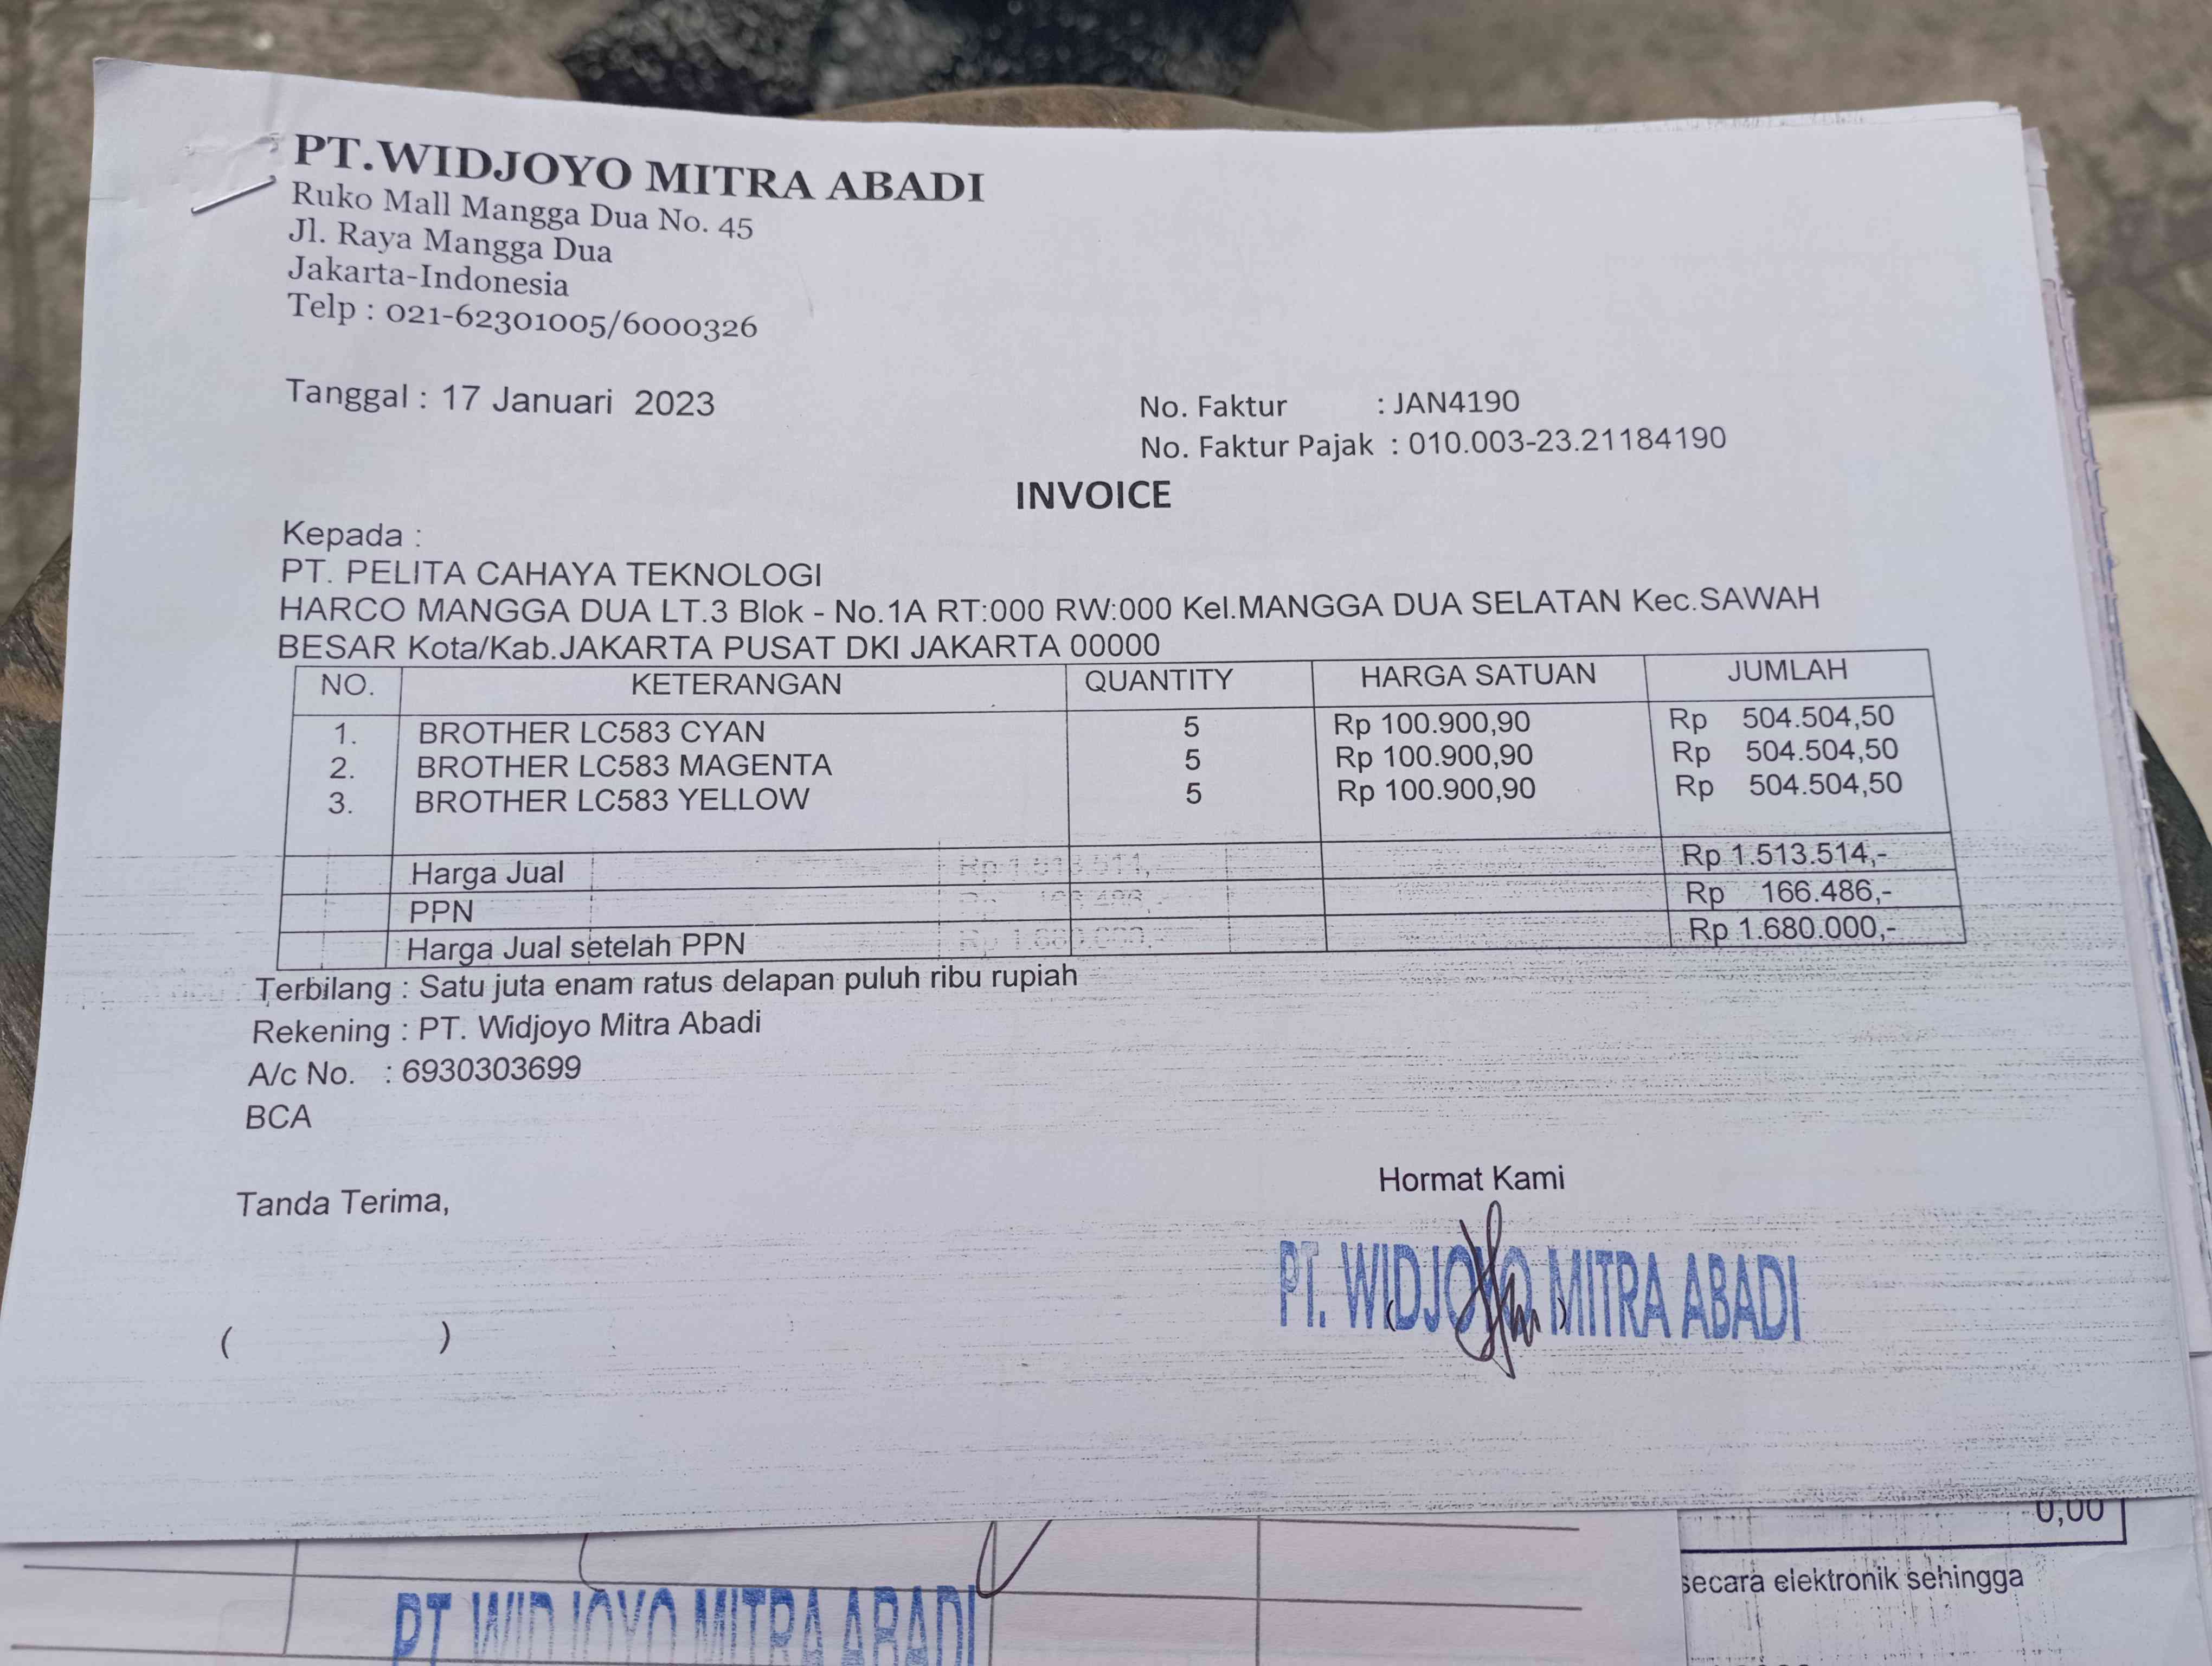 PT.WIDJOYO MITRA ABADI
Ruko Mall Mangga Dua No. 45
Jl. Raya Mangga Dua
Jakarta-Indonesia
Telp : 021-62301005/6000326
Tanggal : 17 Januari 2023
No. Faktur : JAN4190
No. Faktur Pajak : 010.003-23.21184190
INVOICE
Kepada :
PT. PELITA CAHAYA TEKNOLOGI
HARCO MANGGA DUA LT.3 Blok - No.1A RT:000 RW:000 Kel.MANGGA DUA SELATAN Kec.SAWAH
BESAR Kota/Kab.JAKARTA PUSAT DKI JAKARTA 00000
NO. KETERANGAN QUANTITY HARGA SATUAN JUMLAH
1. BROTHER LC583 CYAN 5 Rp 100.900,90 Rp 504.504,50
2. BROTHER LC583 MAGENTA 5 Rp 100.900,90 Rp 504.504,50
3. BROTHER LC583 YELLOW 5 Rp 100.900,90 Rp 504.504,50
Harga Jual Rp 1.513.514,-
PPN Rp 166.486,-
Harga Jual setelah PPN Rp 1.680.000,-
Terbilang : Satu juta enam ratus delapan puluh ribu rupiah
Rekening : PT. Widjoyo Mitra Abadi
A/c No. : 6930303699
BCA
Tanda Terima,
Hormat Kami
PT. WIDJOYO MITRA ABADI
( )
( )
0,00
secara elektronik sehingga
PT WIDJOYO MITRA ABADI